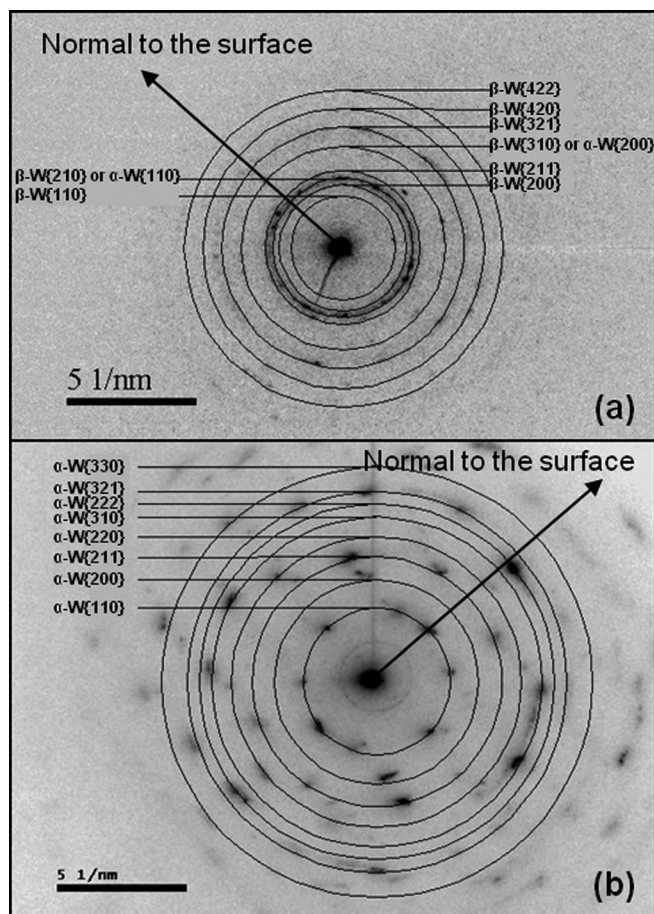 Normal to the surface
β-W{422}
β-W{420}
β-W{321}
β-W{310} or α-W{200}
β-W{211}
β-W{200}
β-W{210} or α-W{110}
β-W{110}
5 1/nm
(a)
Normal to the surface
α-W{330}
α-W{321}
α-W{222}
α-W{310}
α-W{220}
α-W{211}
α-W{200}
α-W{110}
5 1/nm
(b)